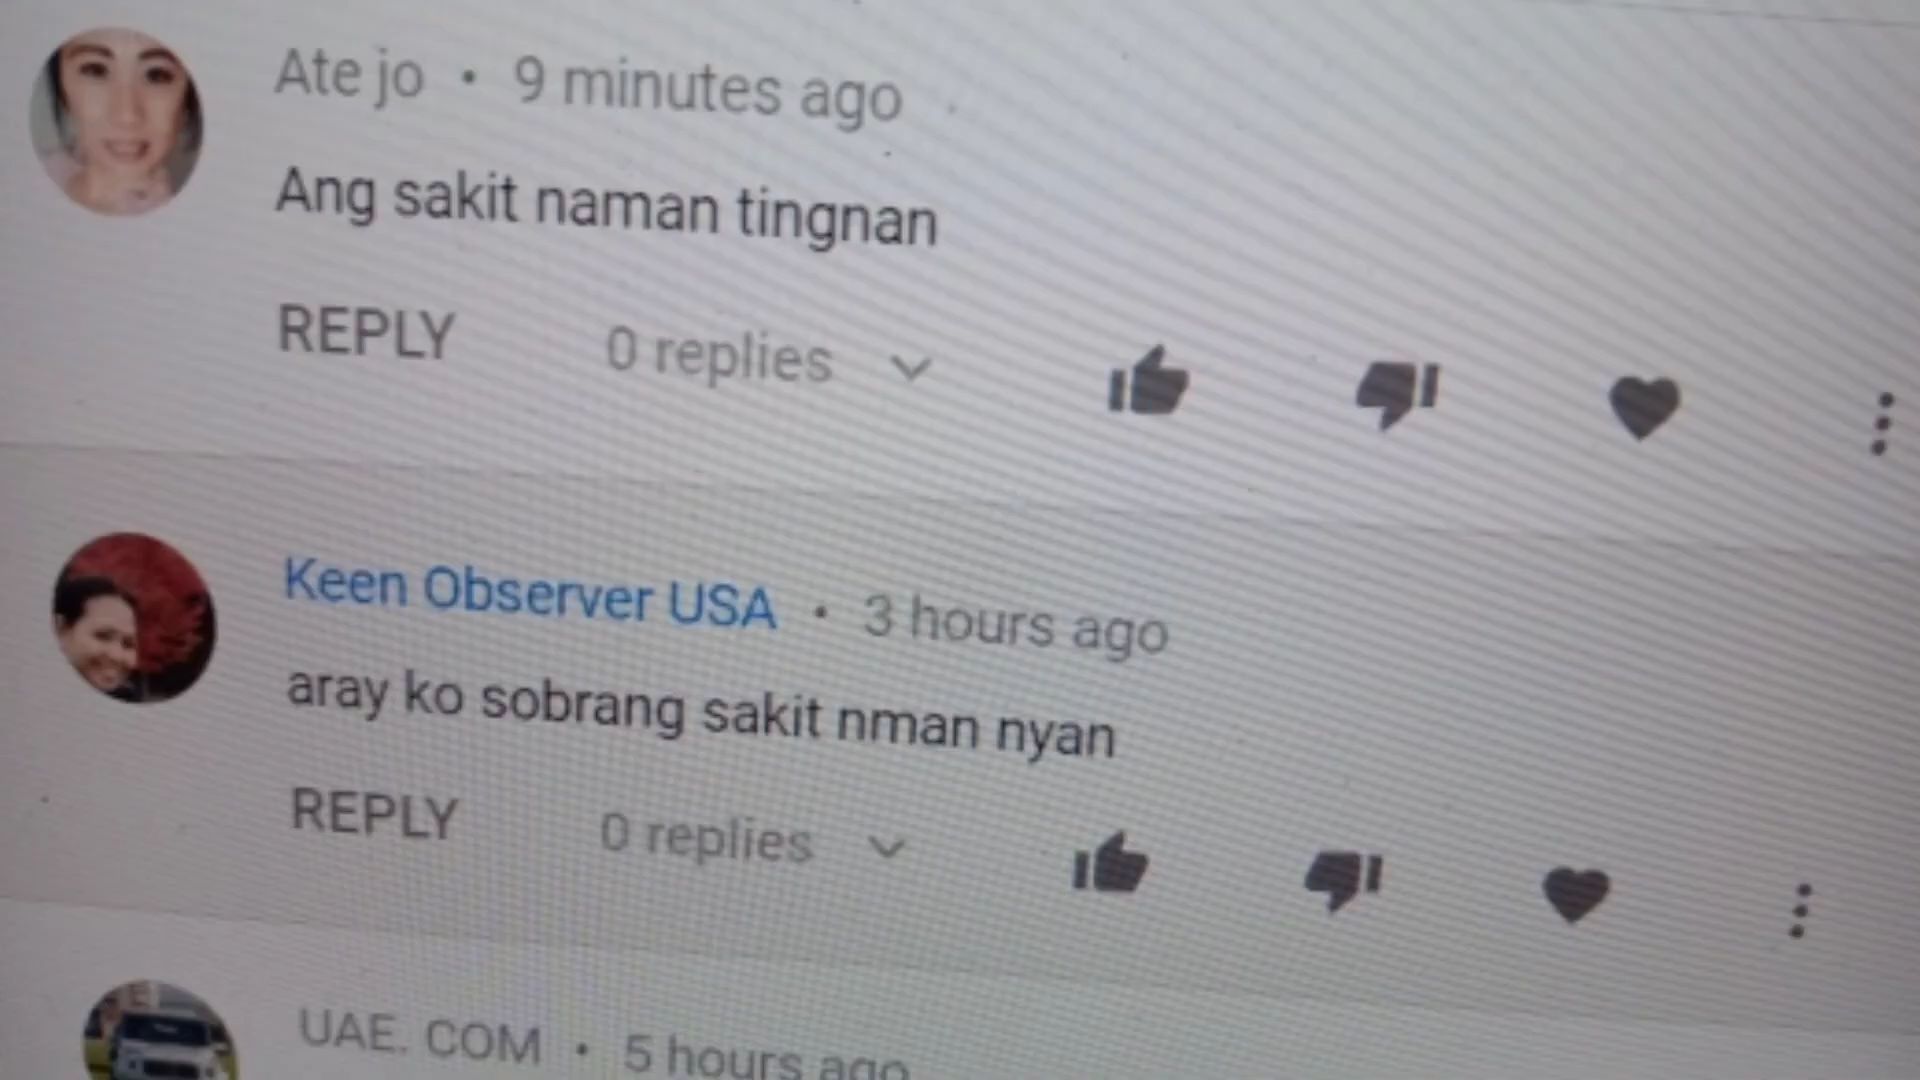 Ate jo • 9 minutes ago
Ang sakit naman tingnan
REPLY 0 replies
Keen Observer USA • 3 hours ago
aray ko sobrang sakit nman nyan
REPLY 0 replies
UAE. COM • 5 hours ago